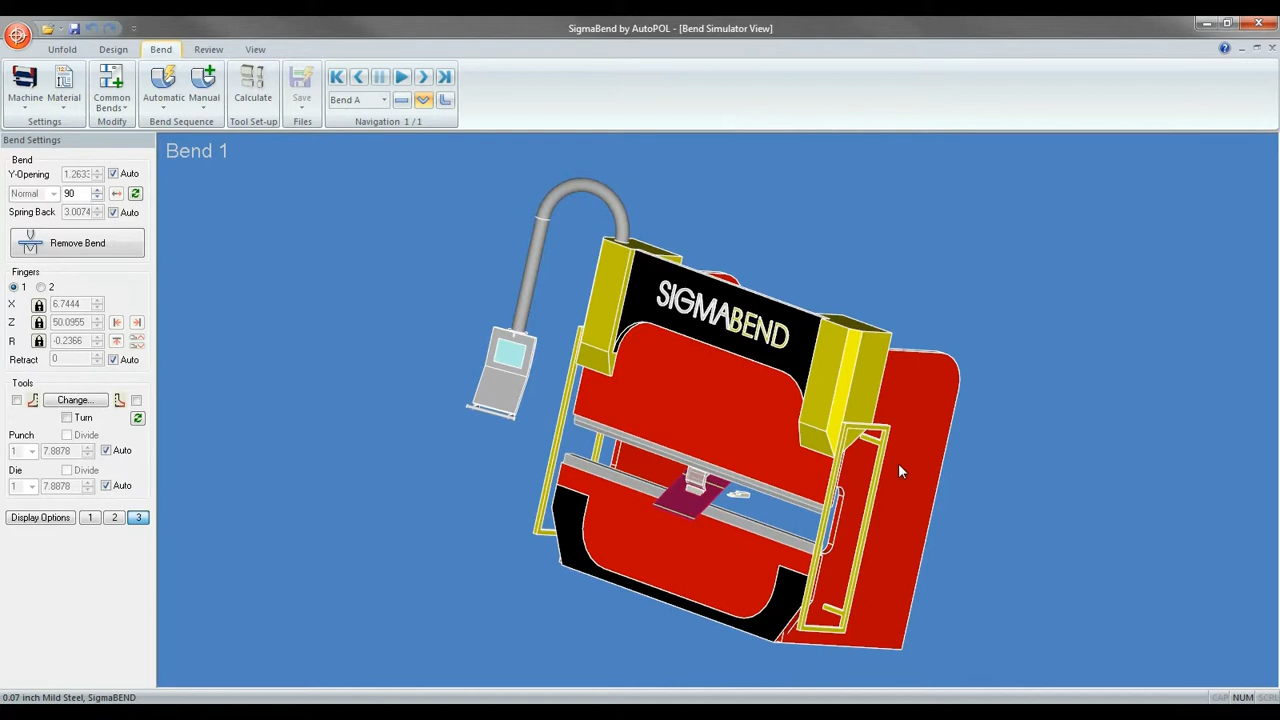 SigmaBend by AutoPOL - [Bend Simulator View]
Unfold Design Bend Review View
Machine Material Common Bends Automatic Manual Calculate Save
Bend A
Settings Modify Bend Sequence Tool Set-up Files Navigation 1 / 1
Bend Settings
Bend 1
Bend
Y-Opening 1.263 Auto
Normal 90
Spring Back 3.0074 Auto
Remove Bend
Fingers
1 2
X 6.7444
Z 50.0955
R -0.2366
Retract 0 Auto
Tools
Change...
Turn
Punch Divide
1 7.8878 Auto
Die Divide
1 7.8878 Auto
Display Options 1 2 3
SIGMABEND
0.07 inch Mild Steel, SigmaBEND
CAP NUM SCRL